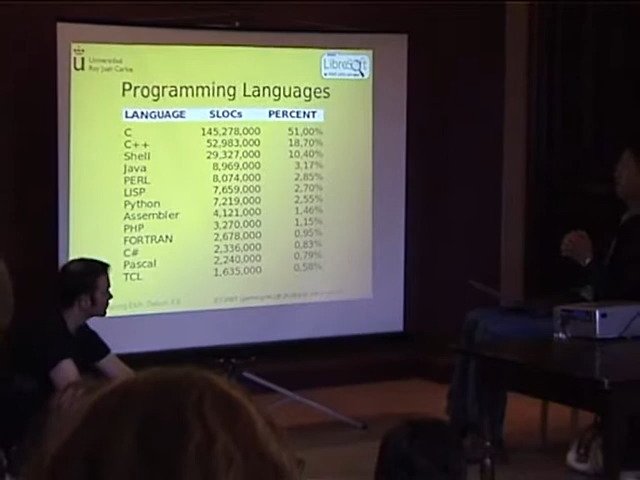 u Universidad
Rey Juan Carlos
LibreSoft
Programming Languages
LANGUAGE SLOCs PERCENT
C 145,278,000 51,00%
C++ 52,983,000 18,70%
Shell 29,327,000 10,40%
Java 8,969,000 3,17%
PERL 8,074,000 2,85%
LISP 7,659,000 2,70%
Python 7,219,000 2,55%
Assembler 4,121,000 1,46%
PHP 3,270,000 1,15%
FORTRAN 2,678,000 0,95%
C# 2,336,000 0,83%
Pascal 2,240,000 0,79%
TCL 1,635,000 0,58%